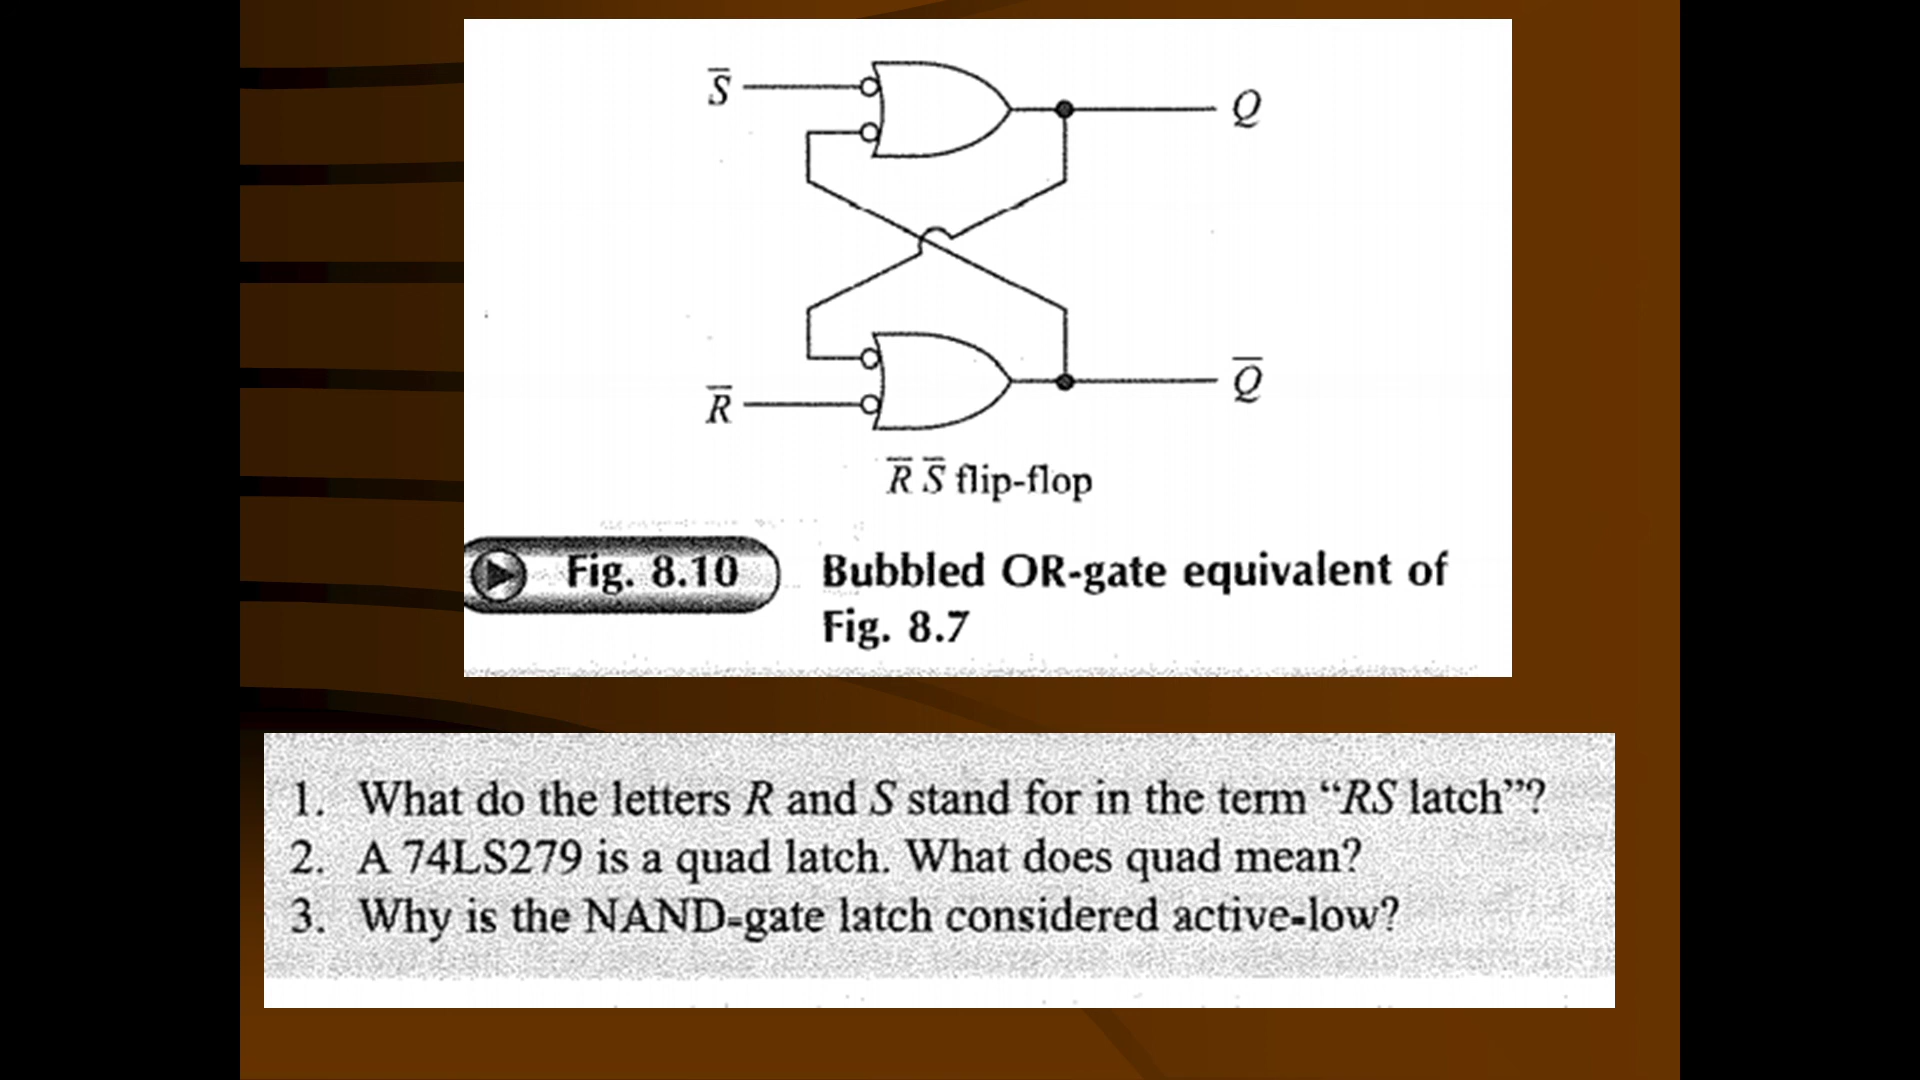 S̅
Q
R̅
Q̅
R̅ S̅ flip-flop
Fig. 8.10 Bubbled OR-gate equivalent of
Fig. 8.7
1. What do the letters R and S stand for in the term “RS latch”?
2. A 74LS279 is a quad latch. What does quad mean?
3. Why is the NAND-gate latch considered active-low?